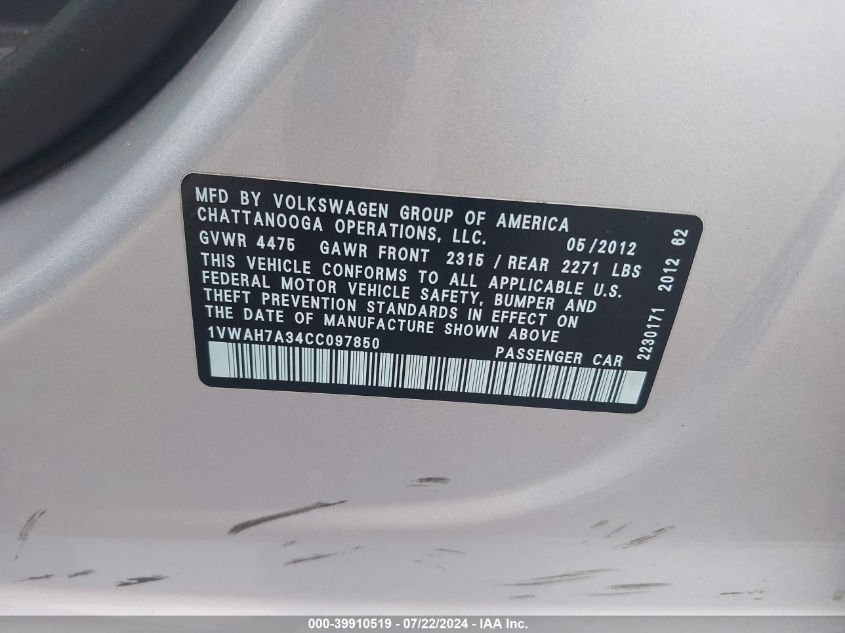 MFD BY VOLKSWAGEN GROUP OF AMERICA
CHATTANOOGA OPERATIONS, LLC. 05/2012
GVWR 4475 GAWR FRONT 2315 / REAR 2271 LBS
THIS VEHICLE CONFORMS TO ALL APPLICABLE U.S.
FEDERAL MOTOR VEHICLE SAFETY, BUMPER AND
THEFT PREVENTION STANDARDS IN EFFECT ON
THE DATE OF MANUFACTURE SHOWN ABOVE
1VWAH7A34CC097850 PASSENGER CAR
2230171 2012 62
000-39910519 - 07/22/2024 - IAA Inc.